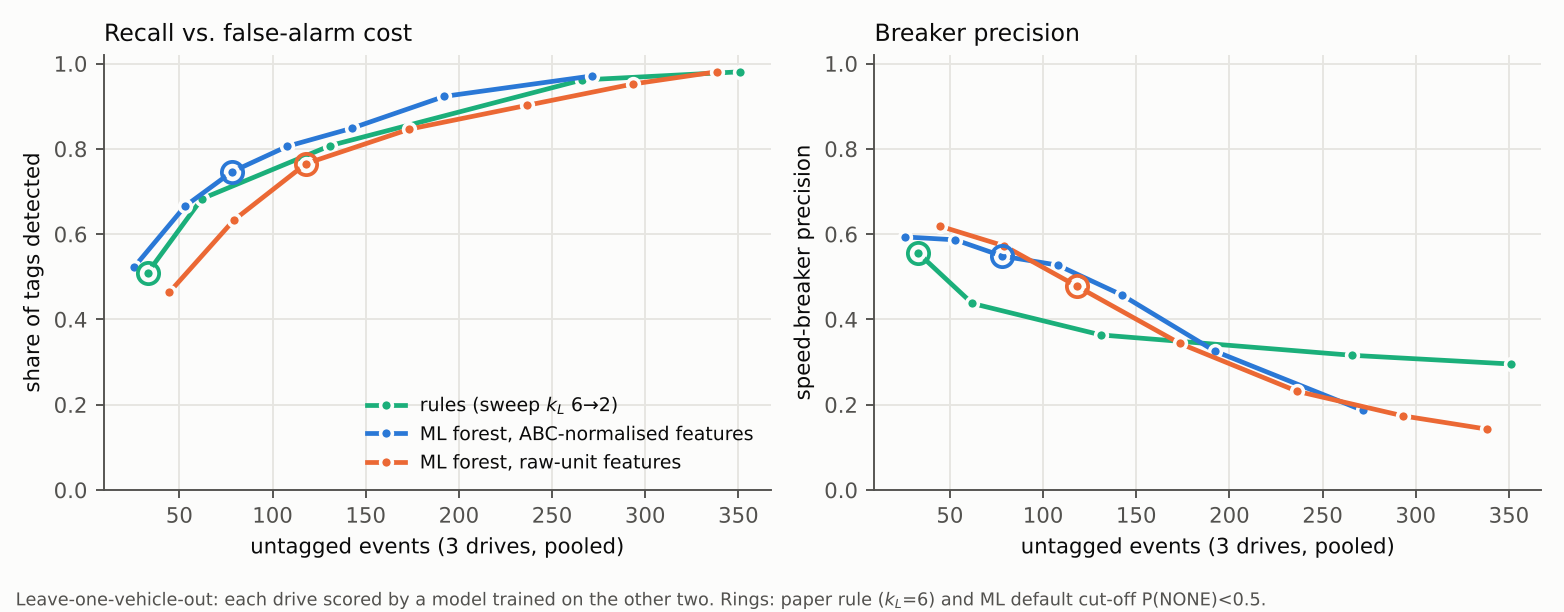 Recall vs. false-alarm cost
1.0
0.8
0.6
0.4
0.2
0.0
share of tags detected
50 100 150 200 250 300 350
untagged events (3 drives, pooled)
rules (sweep k_L 6→2)
ML forest, ABC-normalised features
ML forest, raw-unit features
Breaker precision
1.0
0.8
0.6
0.4
0.2
0.0
speed-breaker precision
50 100 150 200 250 300 350
untagged events (3 drives, pooled)
Leave-one-vehicle-out: each drive scored by a model trained on the other two. Rings: paper rule (k_L=6) and ML default cut-off P(NONE)<0.5.